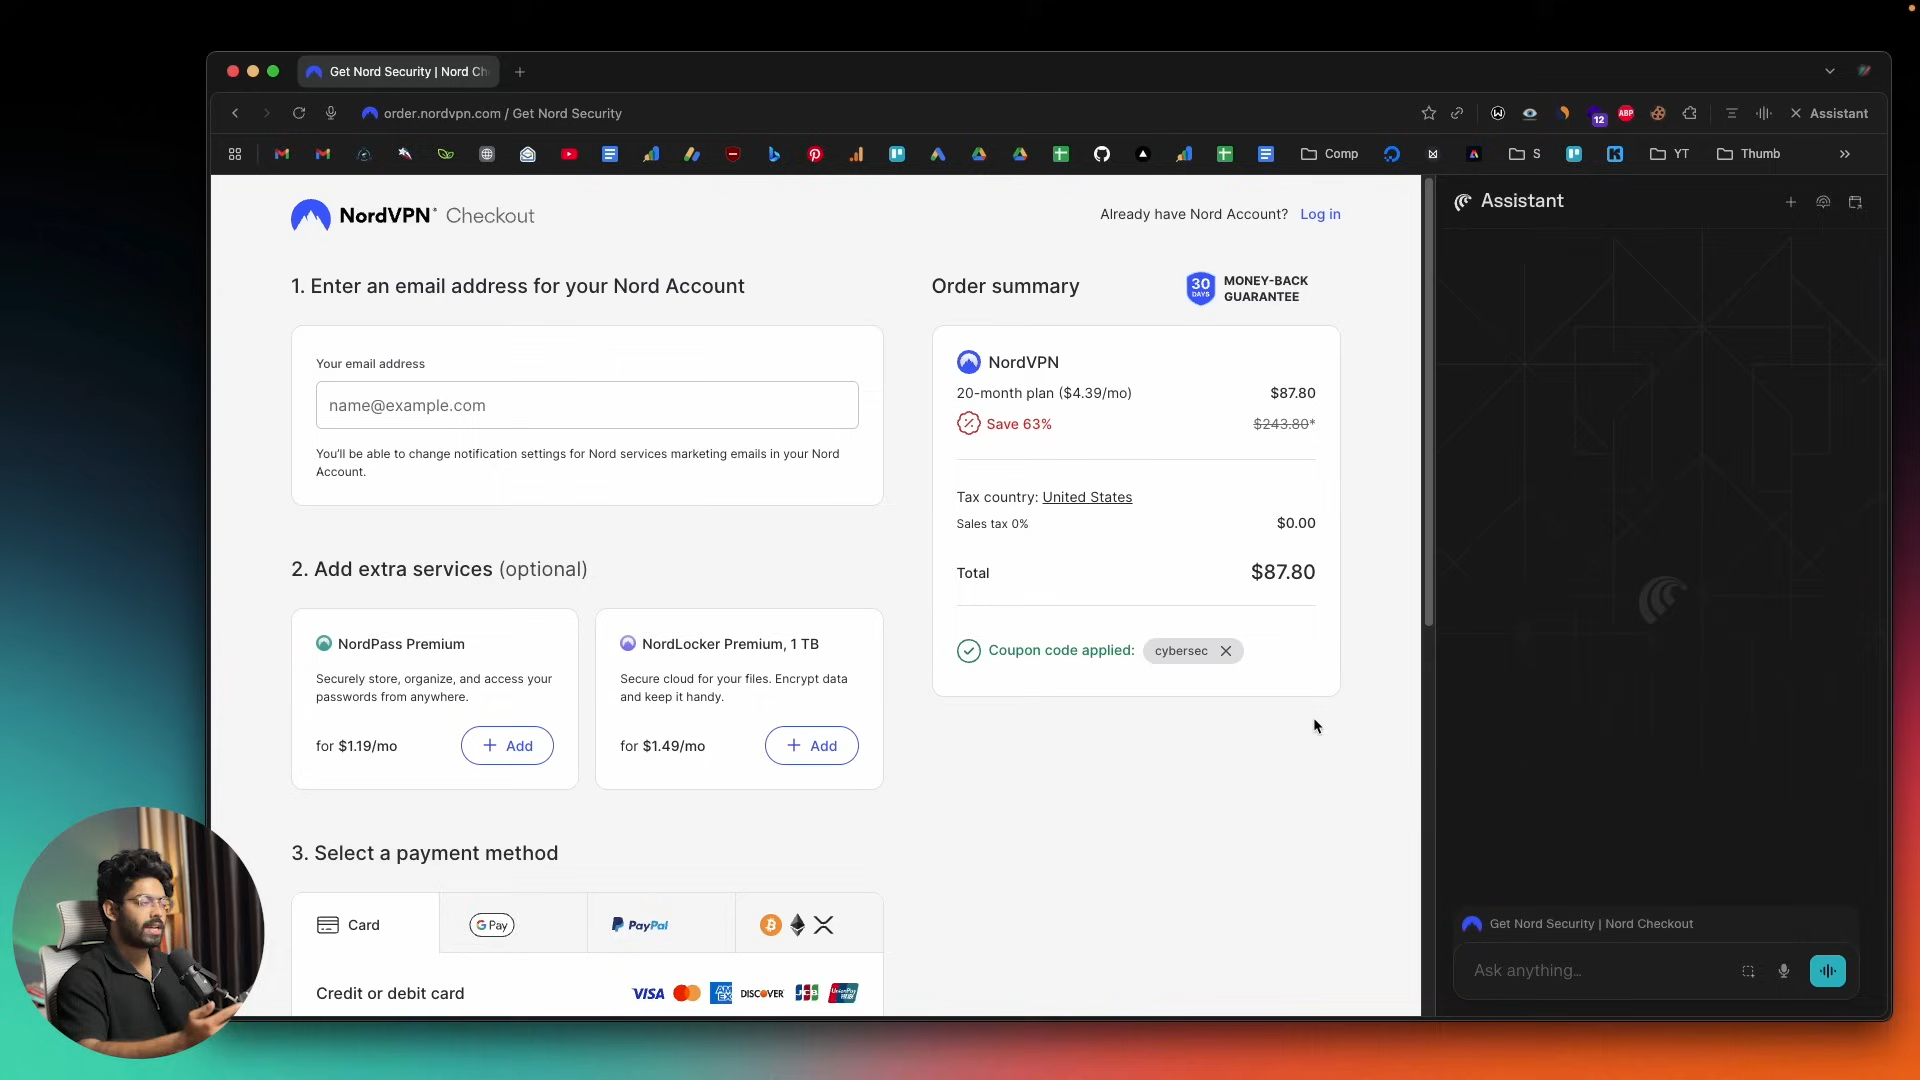 Get Nord Security | Nord Ch
order.nordvpn.com / Get Nord Security
12
ABP
Assistant
Comp
S
YT
Thumb
NordVPN® Checkout
Already have Nord Account? Log in
1. Enter an email address for your Nord Account
Your email address
name@example.com
You'll be able to change notification settings for Nord services marketing emails in your Nord
Account.
2. Add extra services (optional)
NordPass Premium
Securely store, organize, and access your
passwords from anywhere.
for $1.19/mo
+ Add
NordLocker Premium, 1 TB
Secure cloud for your files. Encrypt data
and keep it handy.
for $1.49/mo
+ Add
3. Select a payment method
Card
G Pay
PayPal
Credit or debit card
VISA
AMEX
DISCOVER
JCB
UnionPay
Order summary
30
DAYS
MONEY-BACK
GUARANTEE
NordVPN
20-month plan ($4.39/mo) $87.80
Save 63% $243.80*
Tax country: United States
Sales tax 0% $0.00
Total $87.80
Coupon code applied: cybersec
Assistant
Get Nord Security | Nord Checkout
Ask anything…